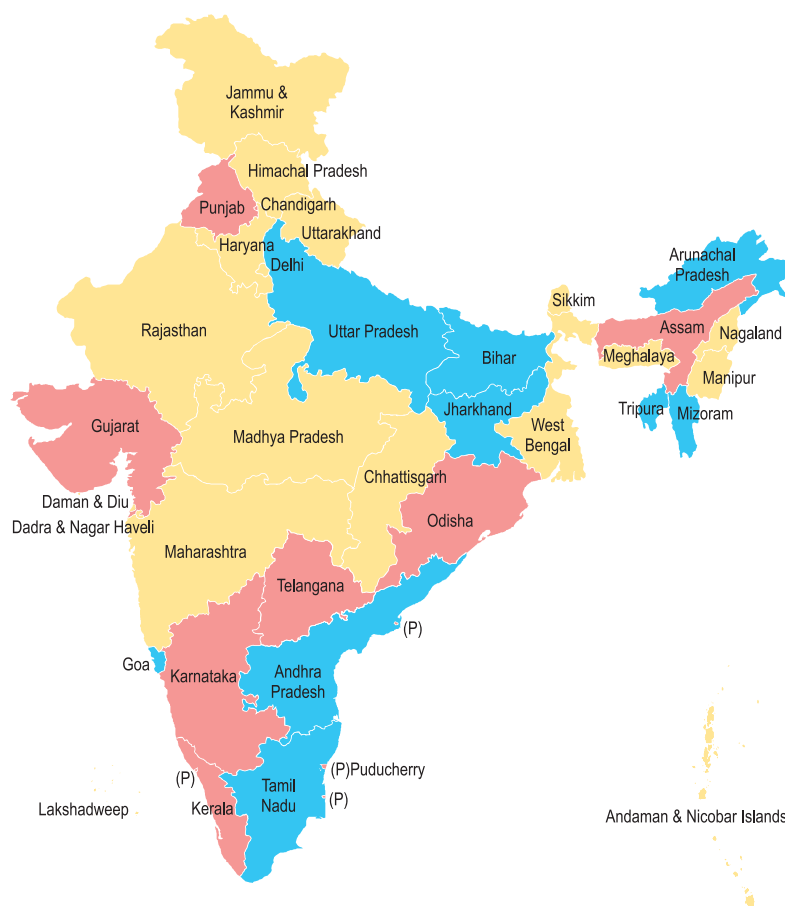 Jammu &
Kashmir
Himachal Pradesh
Punjab
Chandigarh
Uttarakhand
Haryana
Delhi
Arunachal
Pradesh
Sikkim
Rajasthan
Uttar Pradesh
Assam
Nagaland
Bihar
Meghalaya
Manipur
Gujarat
Jharkhand
Tripura
Mizoram
Madhya Pradesh
West
Bengal
Chhattisgarh
Daman & Diu
Odisha
Dadra & Nagar Haveli
Maharashtra
Telangana
(P)
Goa
Karnataka
Andhra
Pradesh
(P)
(P)Puducherry
Tamil
Nadu
(P)
Lakshadweep
Kerala
Andaman & Nicobar Islands